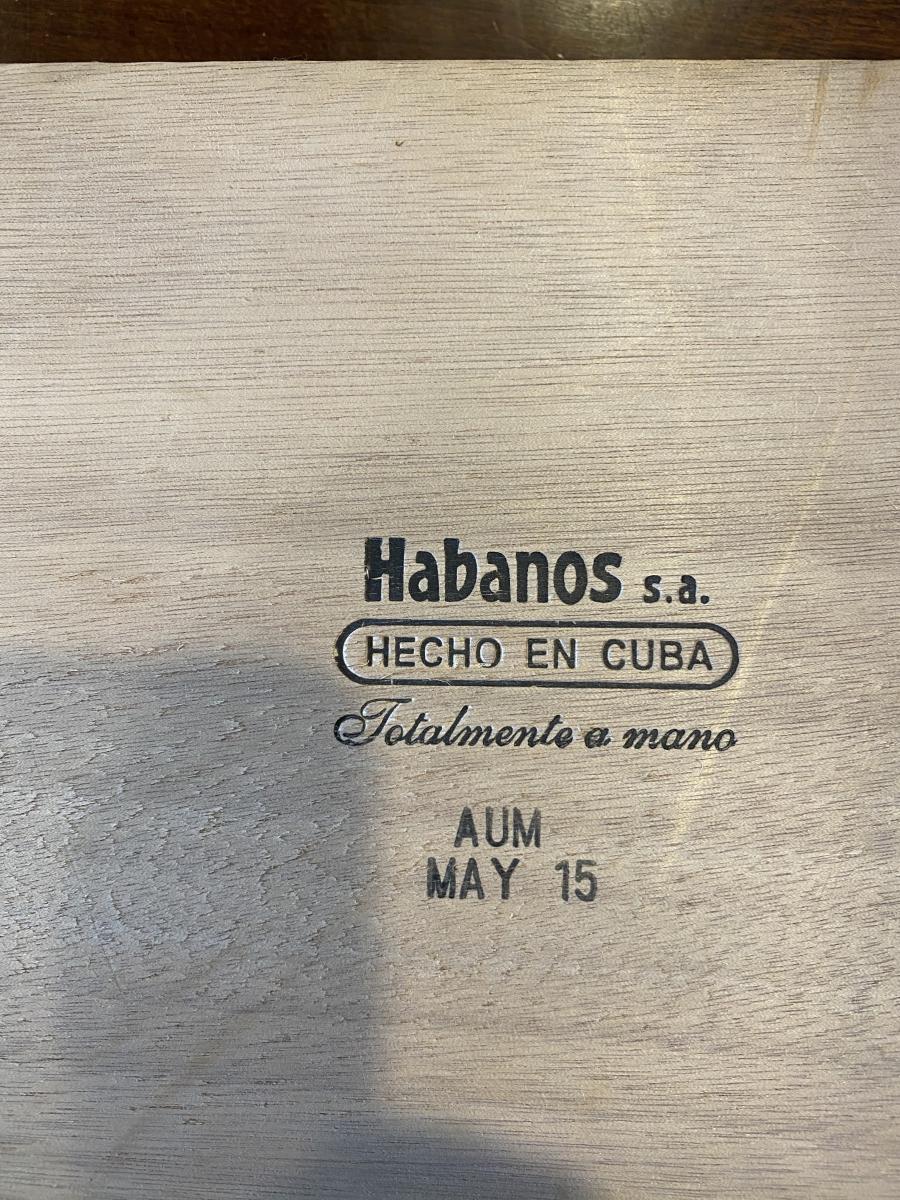 Habanos s.a.
HECHO EN CUBA
Totalmente a mano
AUM
MAY 15